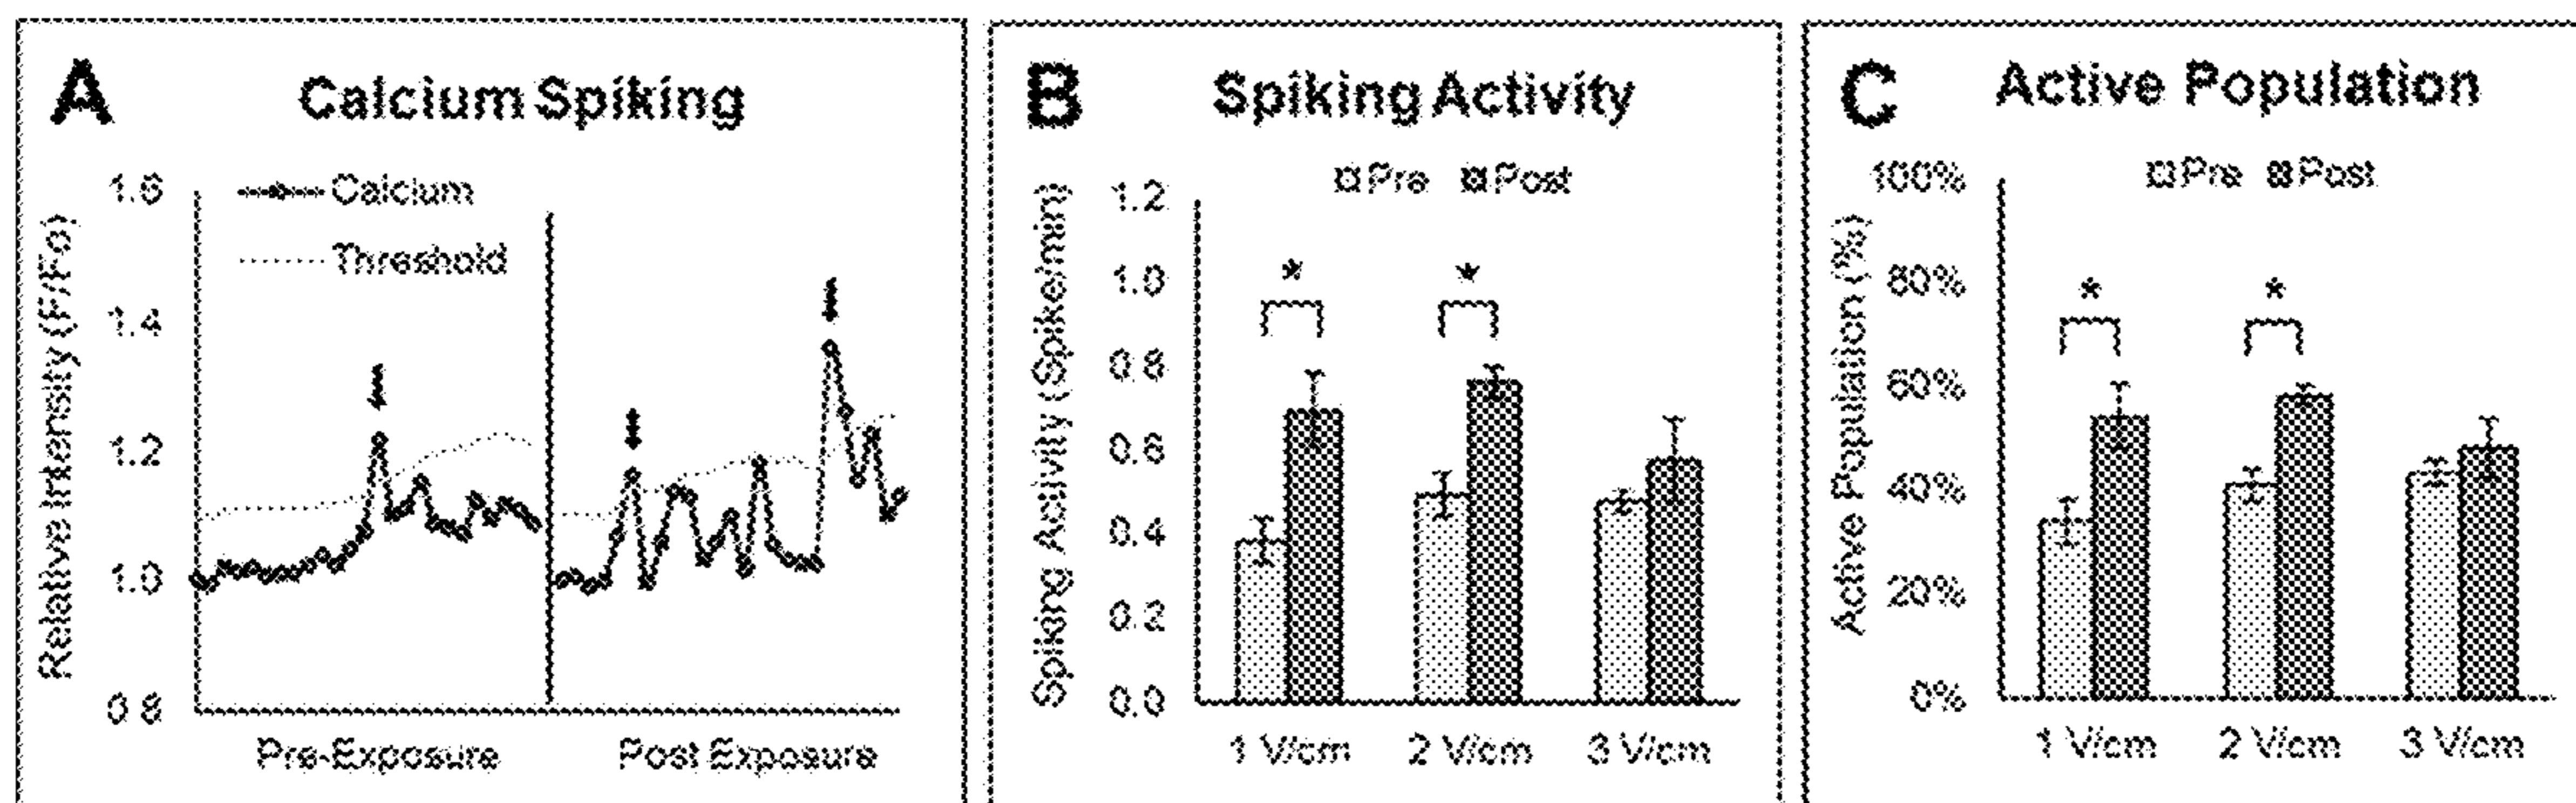 A Calcium Spiking
Relative Intensity (F/Fo)
1.6
1.4
1.2
1.0
0.8
Calcium
Threshold
Pre-Exposure
Post Exposure
B Spiking Activity
Spiking Activity (Spike/min)
Pre Post
1.2
1.0
0.8
0.6
0.4
0.2
0.0
* *
1 V/cm 2 V/cm 3 V/cm
C Active Population
Active Population (%)
Pre Post
100%
80%
60%
40%
20%
0%
* *
1 V/cm 2 V/cm 3 V/cm